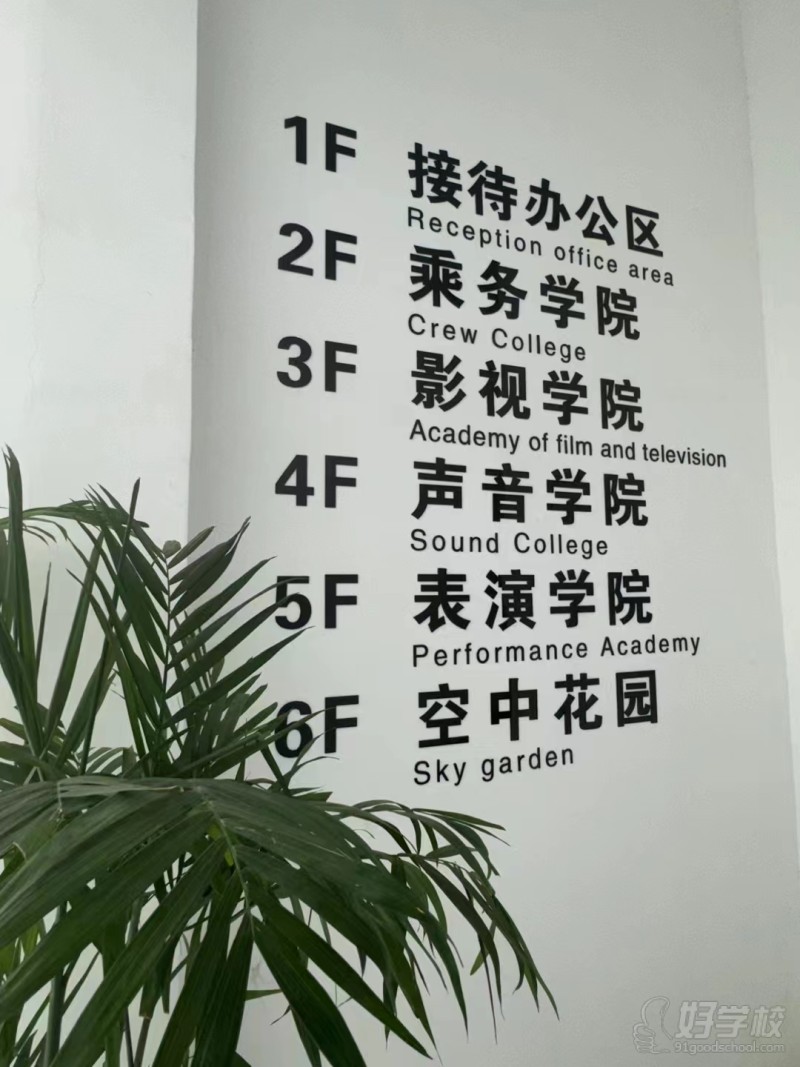 1F 接待办公区
Reception office area
2F 乘务学院
Crew College
3F 影视学院
Academy of film and television
4F 声音学院
Sound College
5F 表演学院
Performance Academy
6F 空中花园
Sky garden
好学校
91goodschool.com